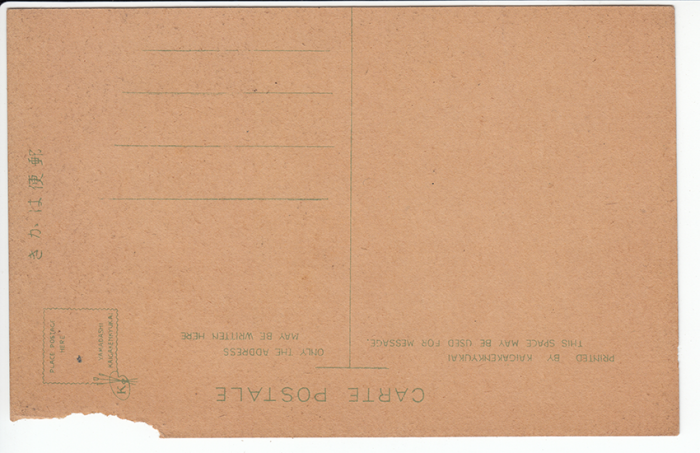 CARTE POSTALE
PRINTED BY KAIGAKENKYUKAI
THIS SPACE MAY BE USED FOR MESSAGE.
ONLY THE ADDRESS
MAY BE WRITTEN HERE
K
PLACE POSTAGE
HERE
郵便はかき